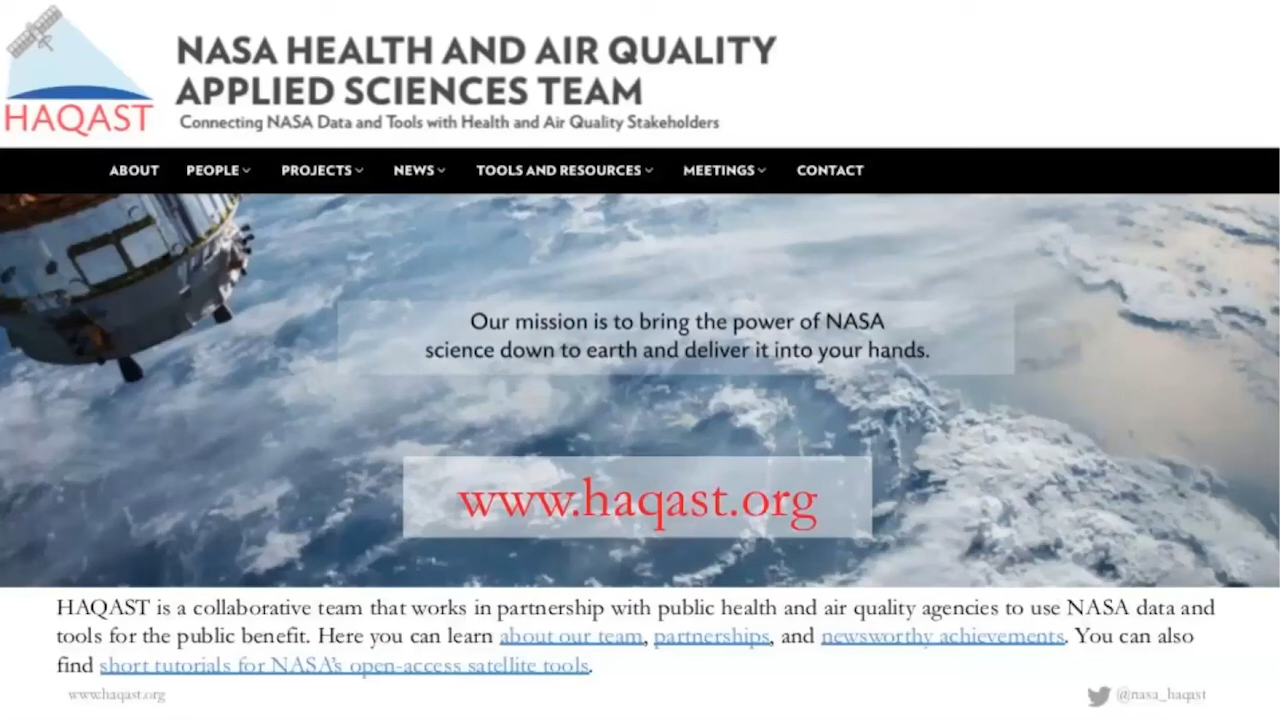 HAQAST
NASA HEALTH AND AIR QUALITY
APPLIED SCIENCES TEAM
Connecting NASA Data and Tools with Health and Air Quality Stakeholders
ABOUT PEOPLE PROJECTS NEWS TOOLS AND RESOURCES MEETINGS CONTACT
Our mission is to bring the power of NASA
science down to earth and deliver it into your hands.
www.haqast.org
HAQAST is a collaborative team that works in partnership with public health and air quality agencies to use NASA data and
tools for the public benefit. Here you can learn about our team, partnerships, and newsworthy achievements. You can also
find short tutorials for NASA's open-access satellite tools.
www.haqast.org @nasa_haqast